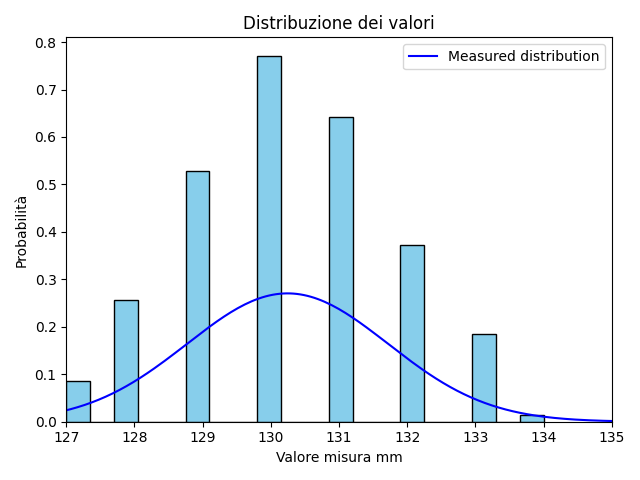 Distribuzione dei valori
Measured distribution
Probabilità
0.8
0.7
0.6
0.5
0.4
0.3
0.2
0.1
0.0
127 128 129 130 131 132 133 134 135
Valore misura mm